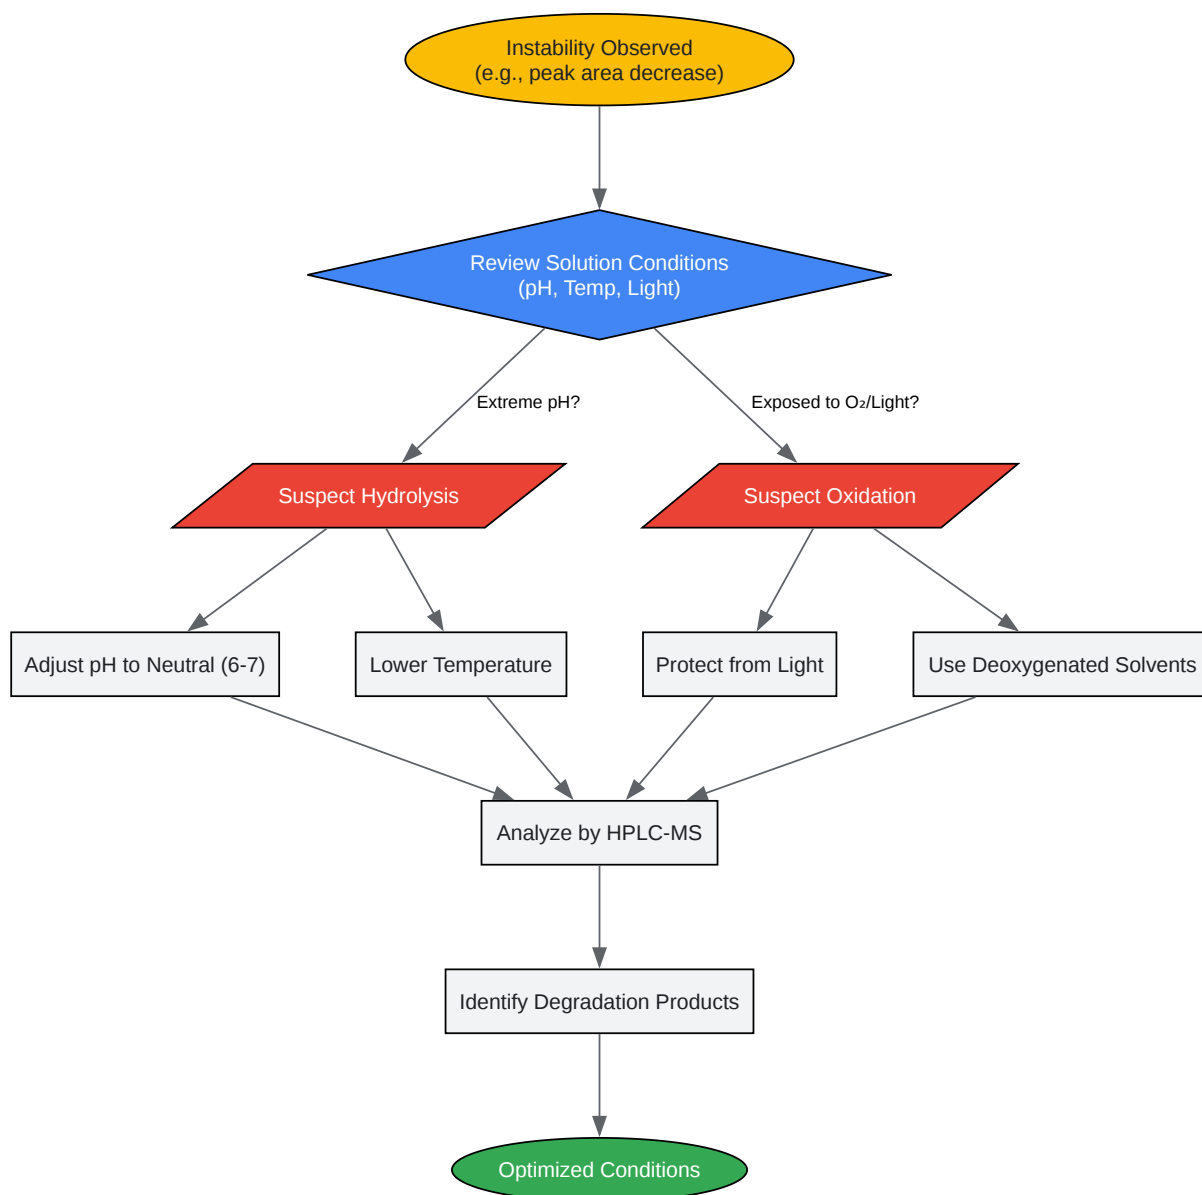 Instability Observed
(e.g., peak area decrease)
Review Solution Conditions
(pH, Temp, Light)
Extreme pH?
Exposed to O₂/Light?
Suspect Hydrolysis
Suspect Oxidation
Adjust pH to Neutral (6-7)
Lower Temperature
Protect from Light
Use Deoxygenated Solvents
Analyze by HPLC-MS
Identify Degradation Products
Optimized Conditions